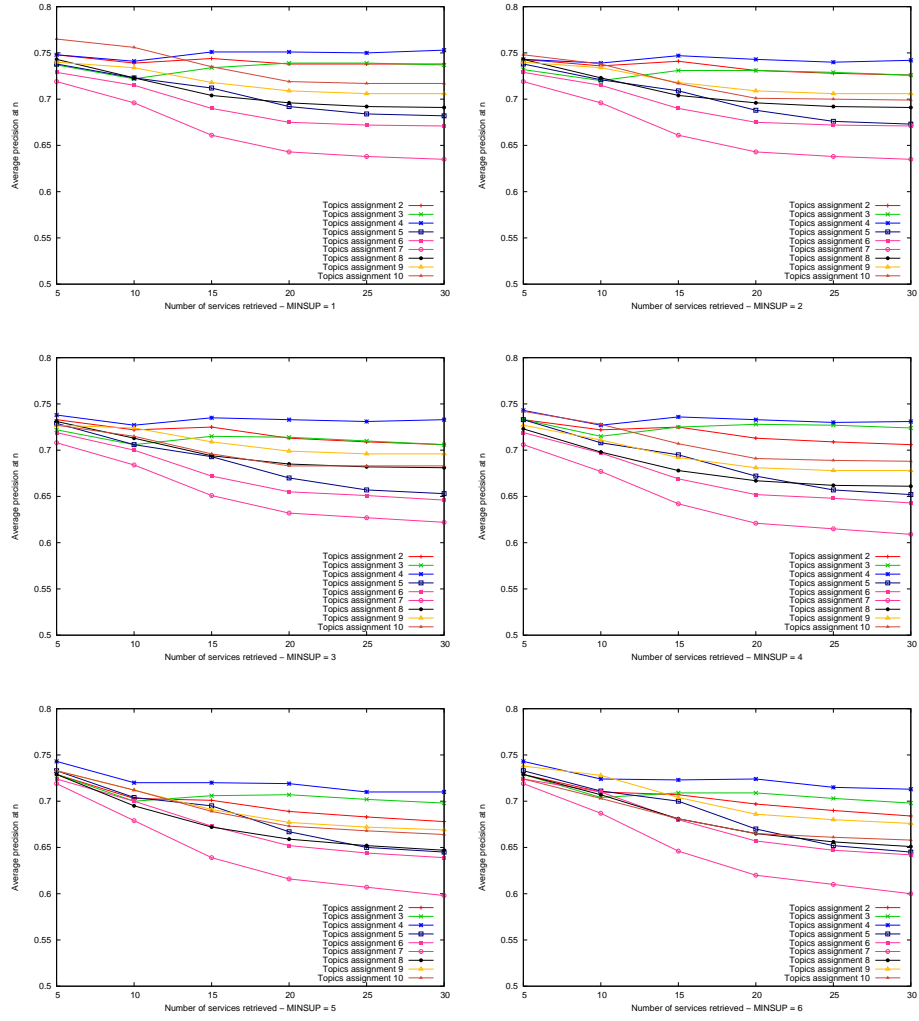 0.8
0.75
0.7
0.65
0.6
0.55
0.5
5 10 15 20 25 30
Average precision at n
Number of services retrieved − MINSUP = 1
Topics assignment 2
Topics assignment 3
Topics assignment 4
Topics assignment 5
Topics assignment 6
Topics assignment 7
Topics assignment 8
Topics assignment 9
Topics assignment 10
0.8
0.75
0.7
0.65
0.6
0.55
0.5
5 10 15 20 25 30
Average precision at n
Number of services retrieved − MINSUP = 2
Topics assignment 2
Topics assignment 3
Topics assignment 4
Topics assignment 5
Topics assignment 6
Topics assignment 7
Topics assignment 8
Topics assignment 9
Topics assignment 10
0.8
0.75
0.7
0.65
0.6
0.55
0.5
5 10 15 20 25 30
Average precision at n
Number of services retrieved − MINSUP = 3
Topics assignment 2
Topics assignment 3
Topics assignment 4
Topics assignment 5
Topics assignment 6
Topics assignment 7
Topics assignment 8
Topics assignment 9
Topics assignment 10
0.8
0.75
0.7
0.65
0.6
0.55
0.5
5 10 15 20 25 30
Average precision at n
Number of services retrieved − MINSUP = 4
Topics assignment 2
Topics assignment 3
Topics assignment 4
Topics assignment 5
Topics assignment 6
Topics assignment 7
Topics assignment 8
Topics assignment 9
Topics assignment 10
0.8
0.75
0.7
0.65
0.6
0.55
0.5
5 10 15 20 25 30
Average precision at n
Number of services retrieved − MINSUP = 5
Topics assignment 2
Topics assignment 3
Topics assignment 4
Topics assignment 5
Topics assignment 6
Topics assignment 7
Topics assignment 8
Topics assignment 9
Topics assignment 10
0.8
0.75
0.7
0.65
0.6
0.55
0.5
5 10 15 20 25 30
Average precision at n
Number of services retrieved − MINSUP = 6
Topics assignment 2
Topics assignment 3
Topics assignment 4
Topics assignment 5
Topics assignment 6
Topics assignment 7
Topics assignment 8
Topics assignment 9
Topics assignment 10